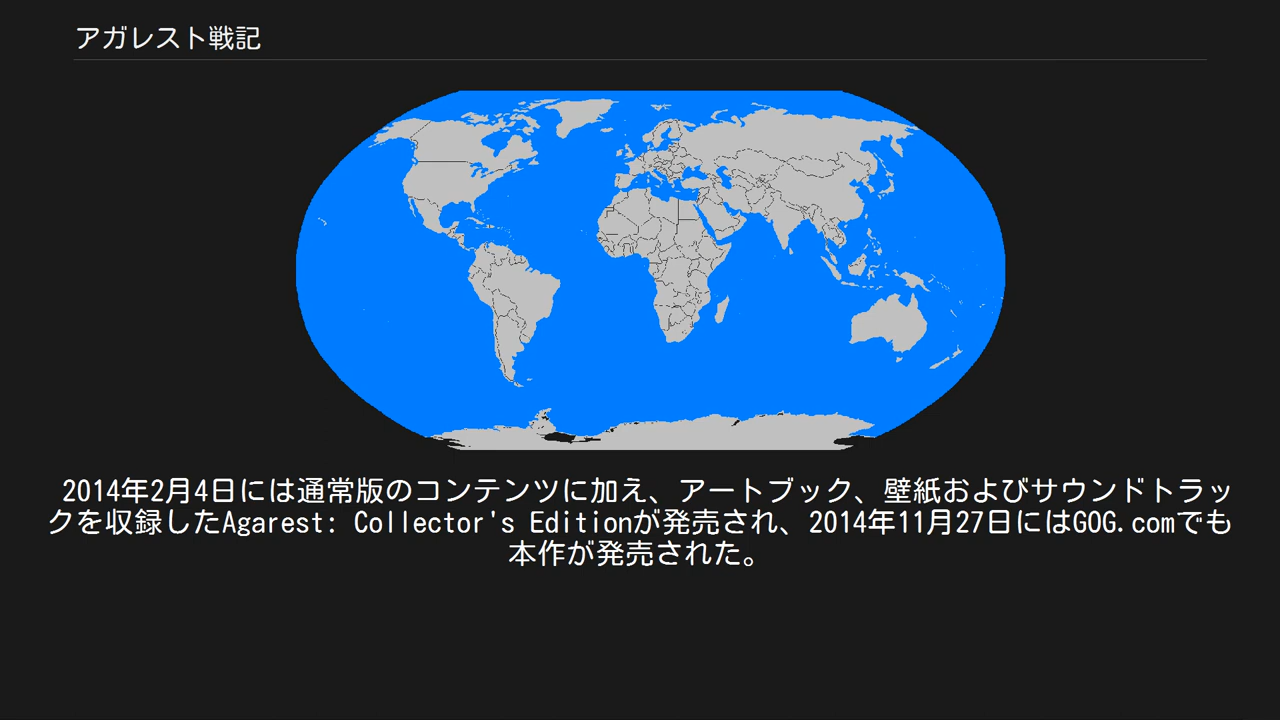 アガレスト戦記
2014年2月4日には通常版のコンテンツに加え、アートブック、壁紙およびサウンドトラッ
クを収録したAgarest: Collector's Editionが発売され、2014年11月27日にはGOG.comでも
本作が発売された。